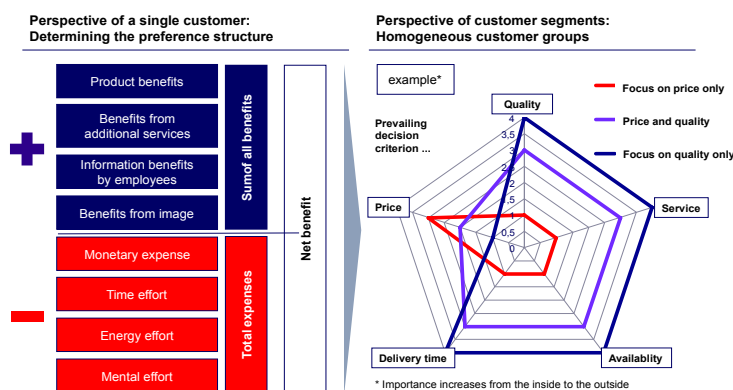 Perspective of a single customer:
Determining the preference structure
Product benefits
Benefits from
additional services
Information benefits
by employees
Benefits from image
Monetary expense
Time effort
Energy effort
Mental effort
Sumof all benefits
Total expenses
Net benefit
Perspective of customer segments:
Homogeneous customer groups
example*
Prevailing
decision
criterion ...
Quality
Service
Availablity
Delivery time
Price
4
3,5
3
2,5
2
1,5
1
0,5
0
Focus on price only
Price and quality
Focus on quality only
* Importance increases from the inside to the outside